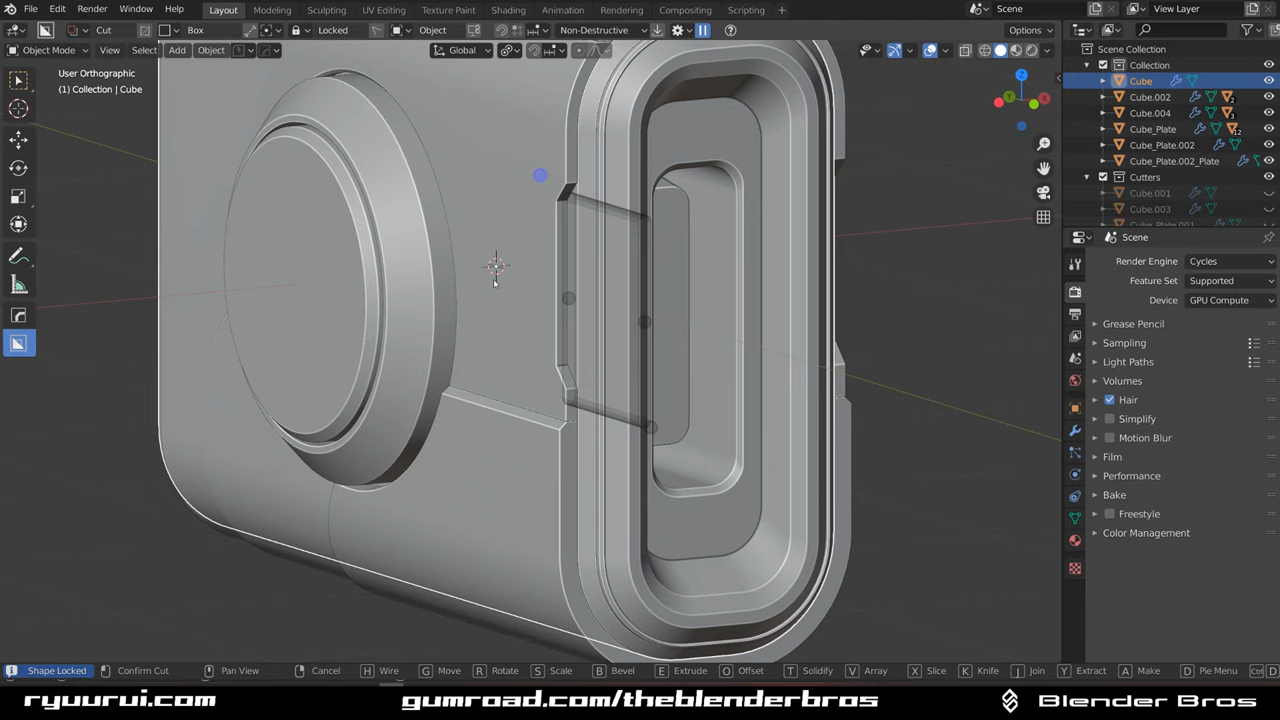 File Edit Render Window Help Layout Modeling Sculpting UV Editing Texture Paint Shading Animation Rendering Compositing Scripting + Scene View Layer
Cut Box Locked Object Non-Destructive Options
Object Mode View Select Add Object Global
User Orthographic
(1) Collection | Cube
Z
Y
X
Scene Collection
Collection
Cube
Cube.002 2
Cube.004 3
Cube_Plate 12
Cube_Plate.002
Cube_Plate.002_Plate
Cutters
Cube.001
Cube.003
Scene
Render Engine Cycles
Feature Set Supported
Device GPU Compute
Grease Pencil
Sampling
Light Paths
Volumes
Hair
Simplify
Motion Blur
Film
Performance
Bake
Freestyle
Color Management
Shape Locked Confirm Cut Pan View Cancel H Wire G Move R Rotate S Scale B Bevel E Extrude O Offset T Solidify V Array X Slice K Knife J Join Y Extract A Make D Pie Menu Ctrl D
ryuurui.com gumroad.com/theblenderbros Blender Bros